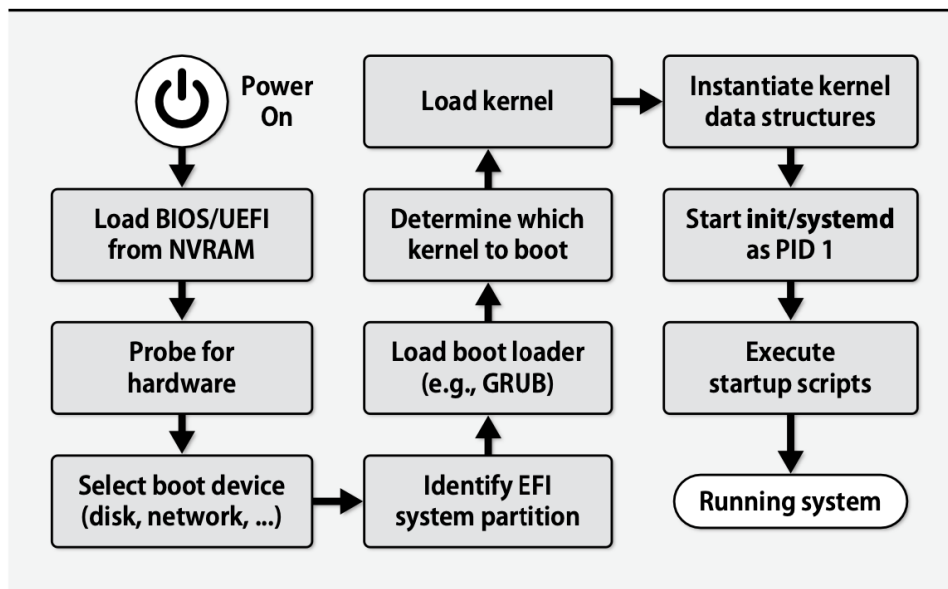 Power
On
Load BIOS/UEFI
from NVRAM
Probe for
hardware
Select boot device
(disk, network, ...)
Identify EFI
system partition
Load boot loader
(e.g., GRUB)
Determine which
kernel to boot
Load kernel
Instantiate kernel
data structures
Start init/systemd
as PID 1
Execute
startup scripts
Running system